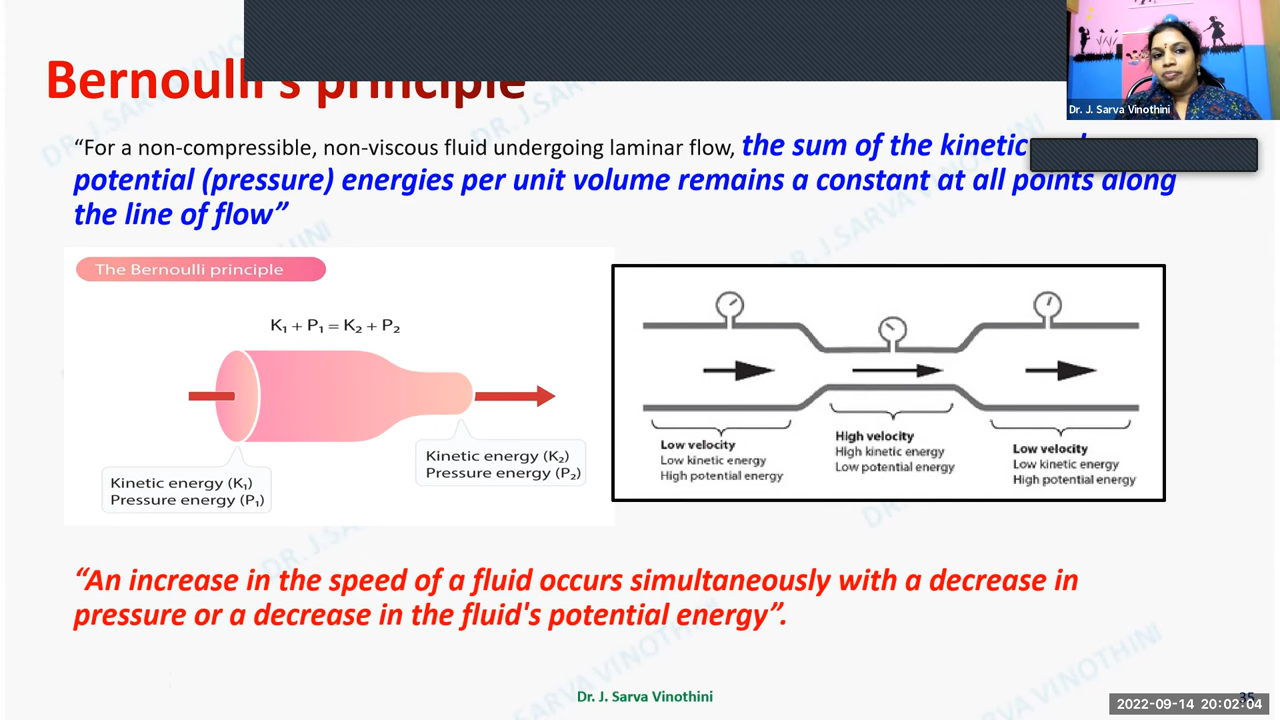 Bernoulli's principle
Dr. J. Sarva Vinothini
“For a non-compressible, non-viscous fluid undergoing laminar flow, the sum of the kinetic
potential (pressure) energies per unit volume remains a constant at all points along
the line of flow”
The Bernoulli principle
K₁ + P₁ = K₂ + P₂
Kinetic energy (K₂)
Pressure energy (P₂)
Kinetic energy (K₁)
Pressure energy (P₁)
Low velocity
Low kinetic energy
High potential energy
High velocity
High kinetic energy
Low potential energy
Low velocity
Low kinetic energy
High potential energy
“An increase in the speed of a fluid occurs simultaneously with a decrease in
pressure or a decrease in the fluid's potential energy”.
Dr. J. Sarva Vinothini
35
2022-09-14 20:02:04